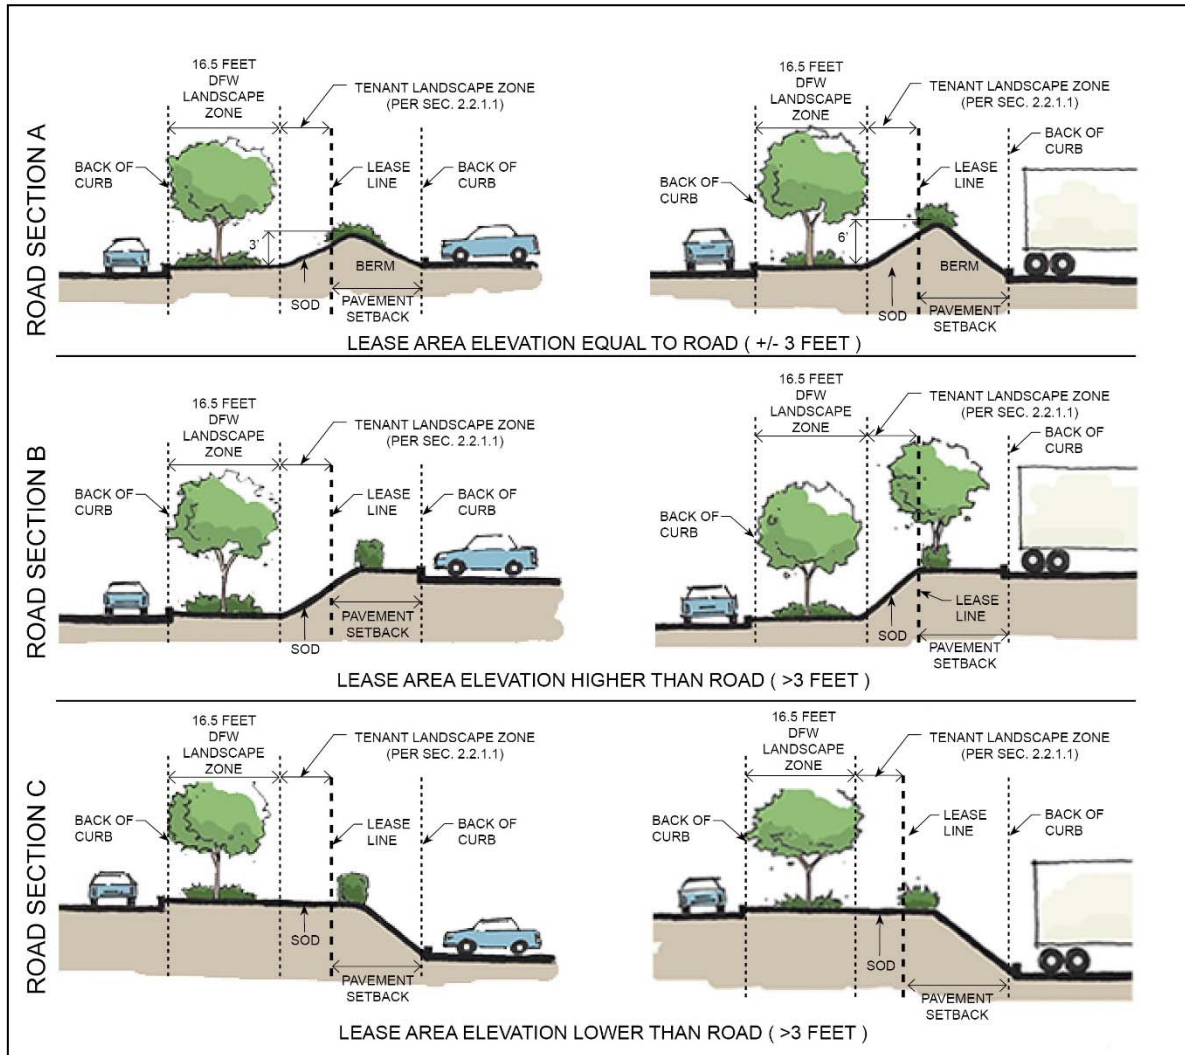 ROAD SECTION A
16.5 FEET
DFW
LANDSCAPE
ZONE
TENANT LANDSCAPE ZONE
(PER SEC. 2.2.1.1)
BACK OF
CURB
LEASE
LINE
BACK OF
CURB
3'
BERM
SOD
PAVEMENT
SETBACK
16.5 FEET
DFW
LANDSCAPE
ZONE
TENANT LANDSCAPE ZONE
(PER SEC. 2.2.1.1)
BACK OF
CURB
BACK OF
CURB
LEASE
LINE
6'
BERM
SOD
PAVEMENT
SETBACK
LEASE AREA ELEVATION EQUAL TO ROAD ( +/- 3 FEET )
ROAD SECTION B
16.5 FEET
DFW
LANDSCAPE
ZONE
TENANT LANDSCAPE ZONE
(PER SEC. 2.2.1.1)
BACK OF
CURB
LEASE
LINE
BACK OF
CURB
SOD
PAVEMENT
SETBACK
16.5 FEET
DFW
LANDSCAPE
ZONE
TENANT LANDSCAPE ZONE
(PER SEC. 2.2.1.1)
BACK OF
CURB
BACK OF
CURB
SOD
LEASE
LINE
PAVEMENT
SETBACK
LEASE AREA ELEVATION HIGHER THAN ROAD ( >3 FEET )
ROAD SECTION C
16.5 FEET
DFW
LANDSCAPE
ZONE
TENANT LANDSCAPE ZONE
(PER SEC. 2.2.1.1)
BACK OF
CURB
LEASE
LINE
BACK OF
CURB
SOD
PAVEMENT
SETBACK
16.5 FEET
DFW
LANDSCAPE
ZONE
TENANT LANDSCAPE ZONE
(PER SEC. 2.2.1.1)
BACK OF
CURB
LEASE
LINE
BACK OF
CURB
SOD
PAVEMENT
SETBACK
LEASE AREA ELEVATION LOWER THAN ROAD ( >3 FEET )